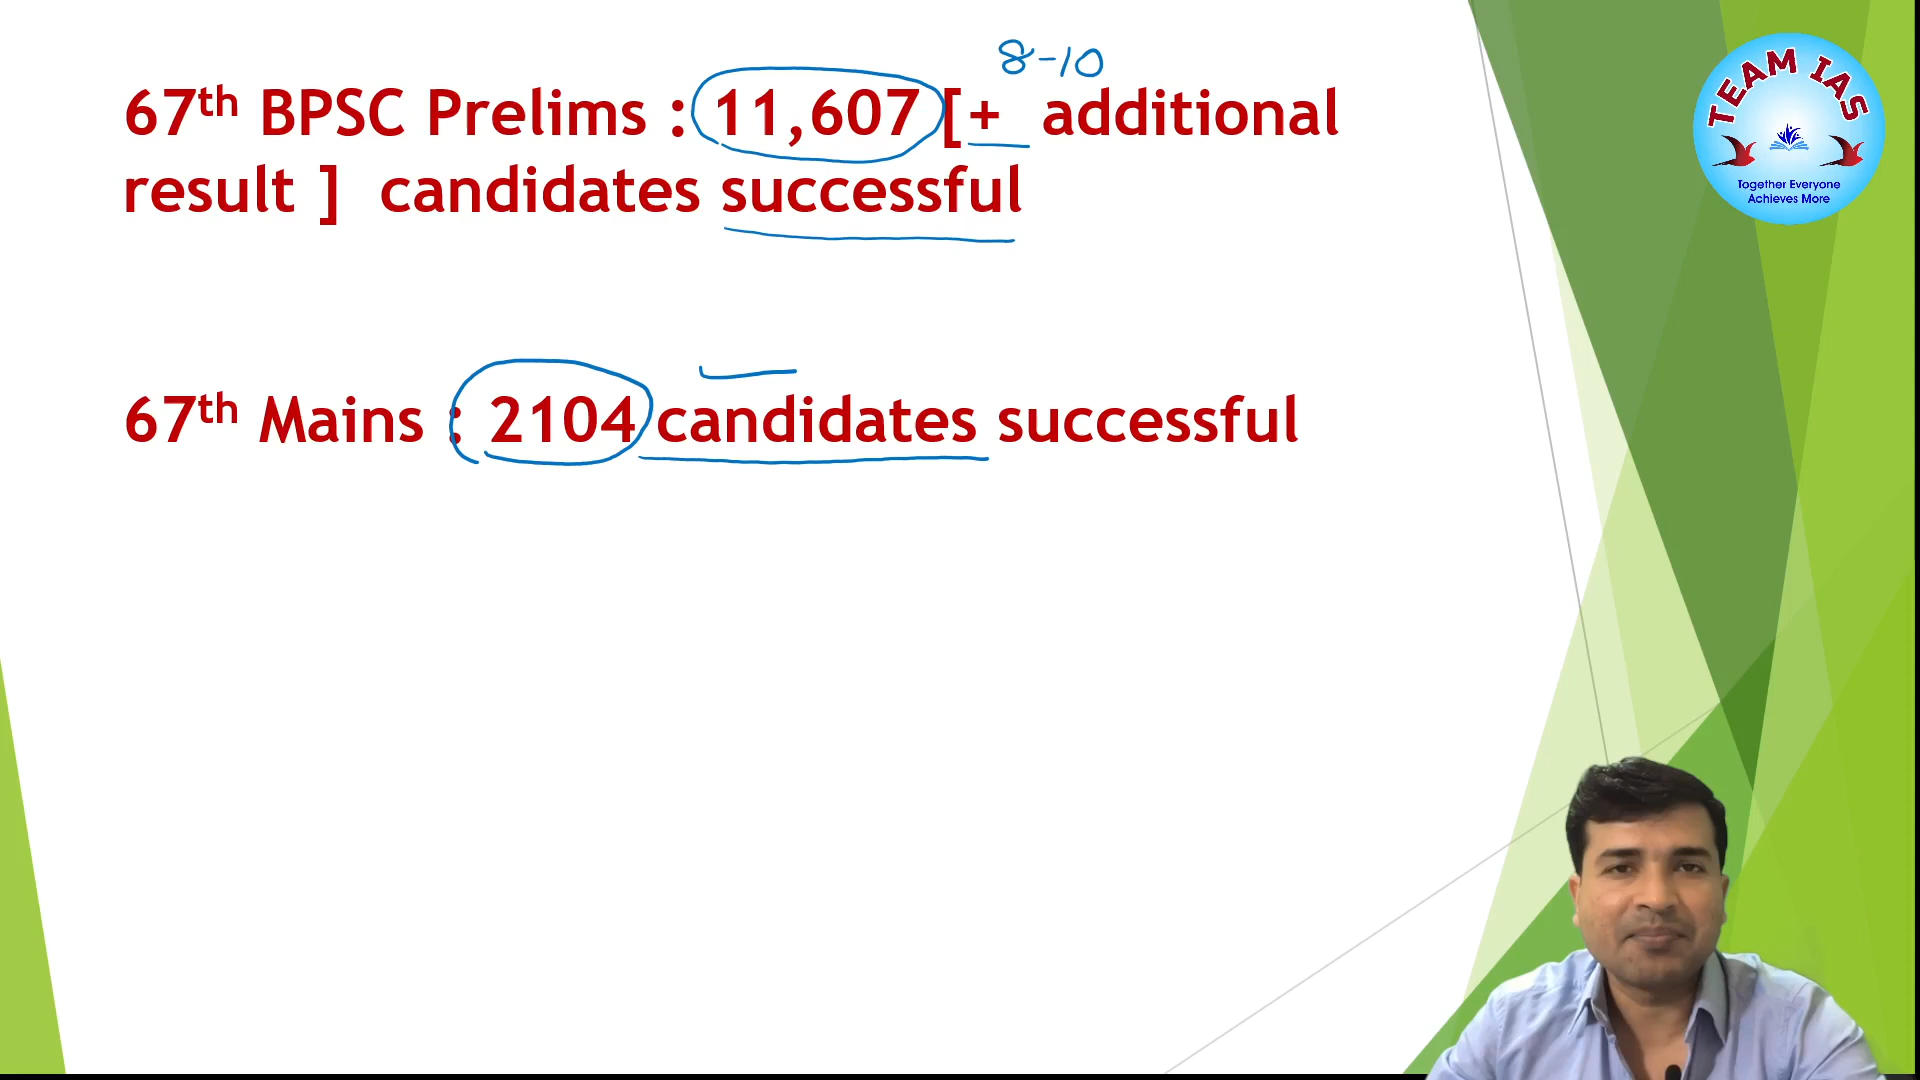 8-10
67th BPSC Prelims : 11,607 [+ additional
result ] candidates successful
67th Mains : 2104 candidates successful
TEAM IAS
Together Everyone
Achieves More